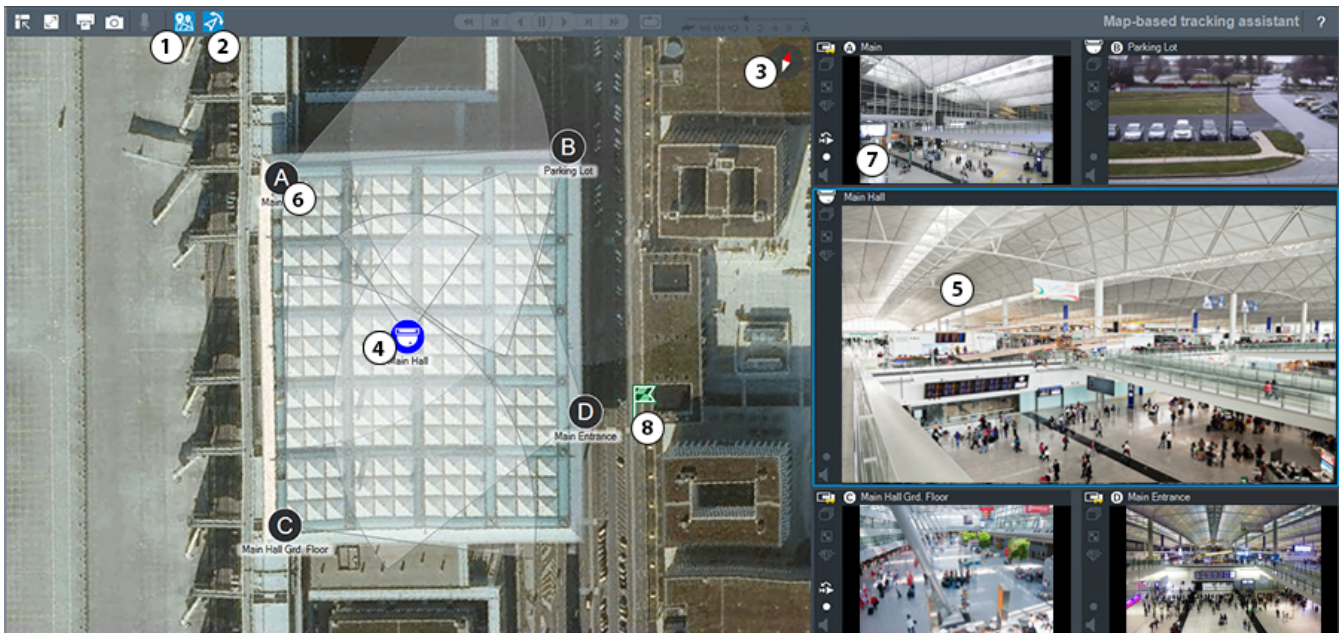 Map-based tracking assistant ?
1
2
3
A Main
B Parking Lot
7
A
Main
6
B
Parking Lot
Main Hall
5
4
Main Hall
D
Main Entrance
8
C
Main Hall Grd. Floor
C Main Hall Grd. Floor
D Main Entrance